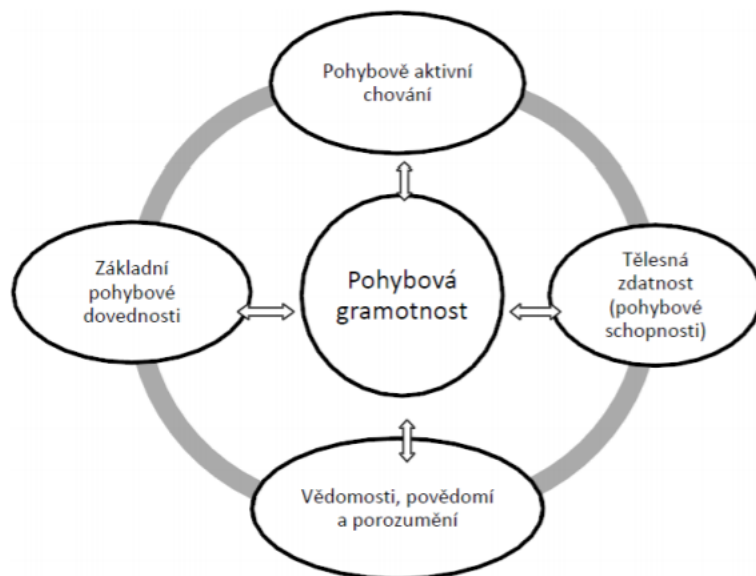 Pohybově aktivní
chování
Základní
pohybové
dovednosti
Pohybová
gramotnost
Tělesná
zdatnost
(pohybové
schopnosti)
Vědomosti, povědomí
a porozumění